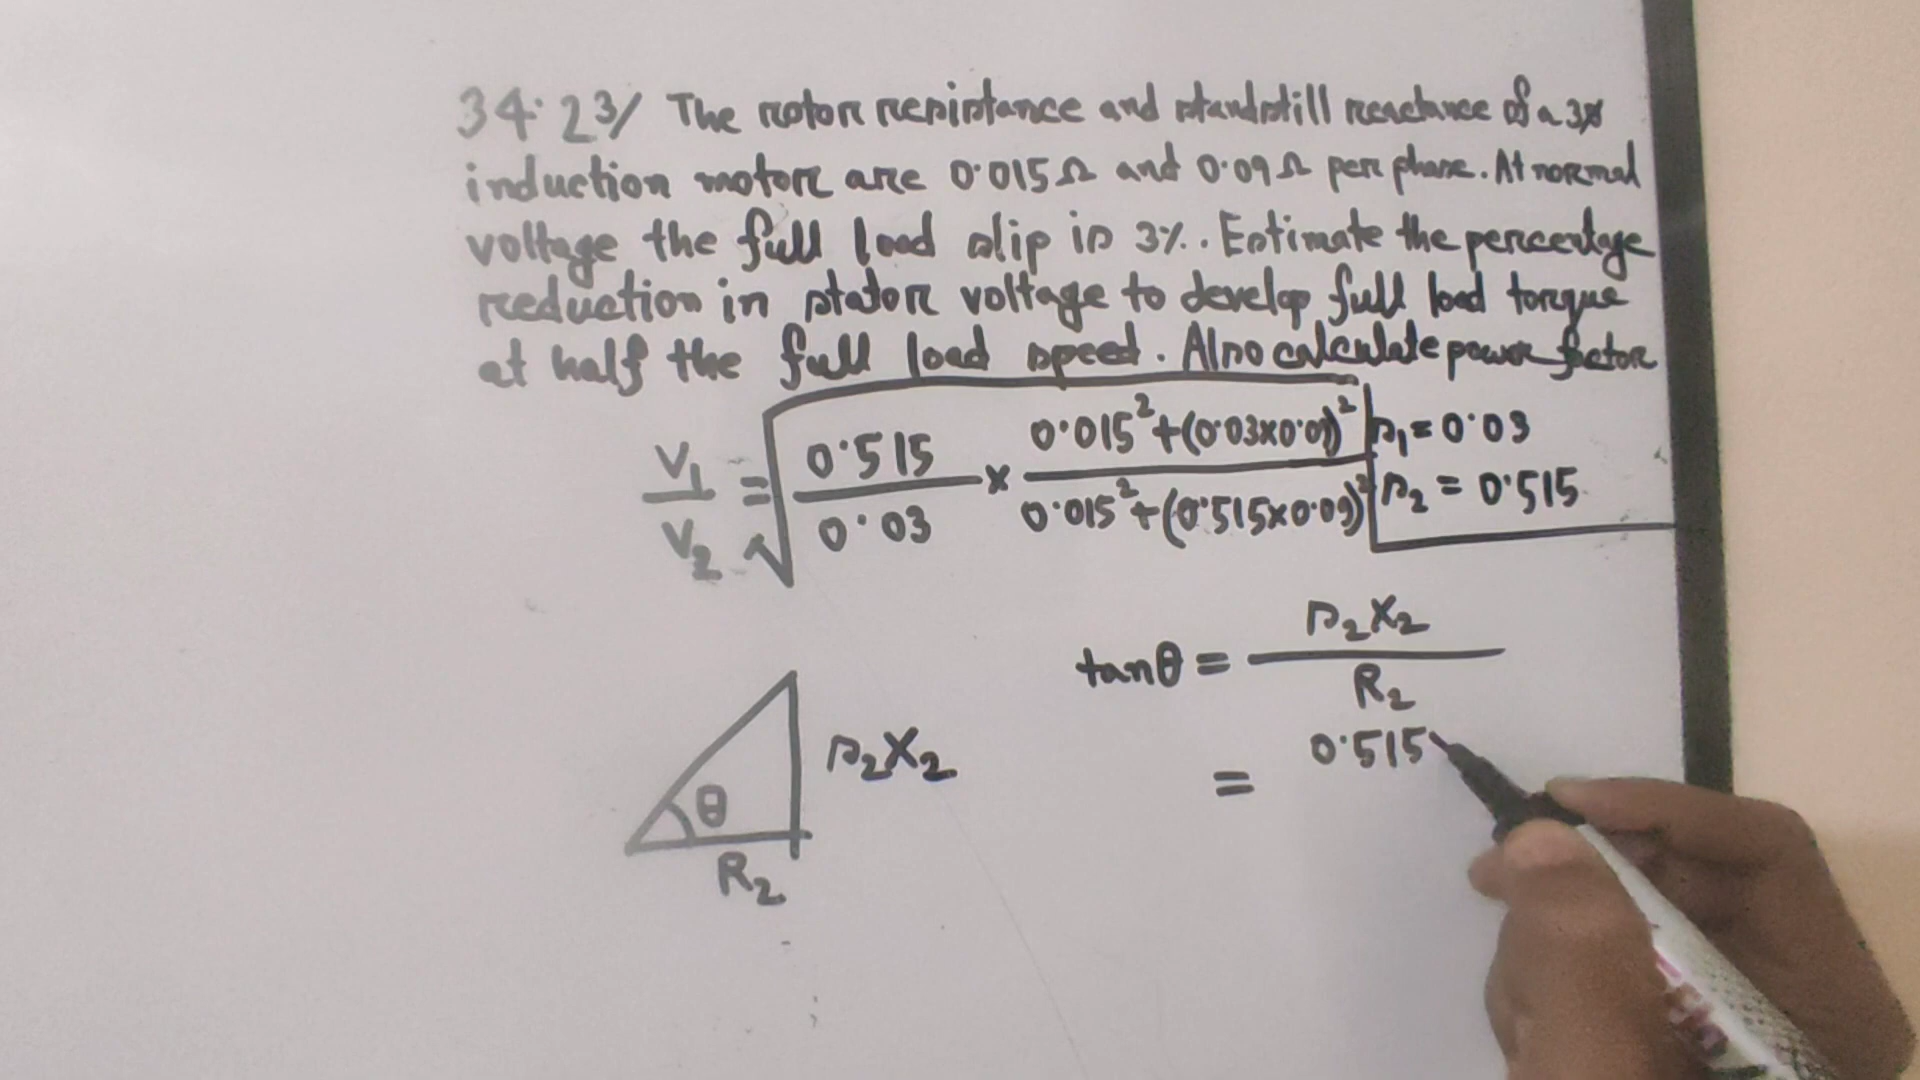 34.23/ The rotor resistance and standstill reactance of a 3φ
induction motor are 0.015Ω and 0.09Ω per phase. At normal
voltage the full load slip is 3%. Estimate the percentage
reduction in stator voltage to develop full load torque
at half the full load speed. Also calculate power factor
V₁/V₂ = √(0.515/0.03 × (0.015² + (0.03×0.09)²)/(0.015² + (0.515×0.09)²))
s₁ = 0.03
s₂ = 0.515
tanθ = s₂X₂/R₂
= 0.515
s₂X₂
θ
R₂